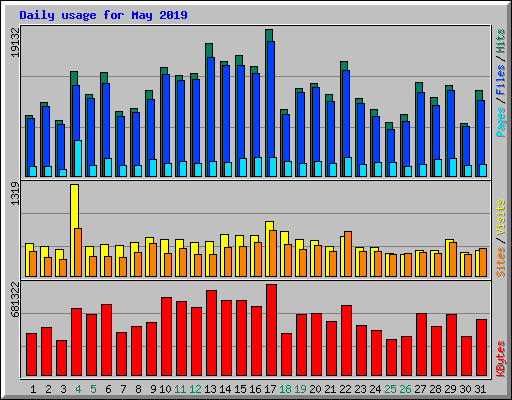 Daily usage for May 2019
19132
Pages / Files / Hits
1319
Sites / Visits
681322
KBytes
1 2 3 4 5 6 7 8 9 10 11 12 13 14 15 16 17 18 19 20 21 22 23 24 25 26 27 28 29 30 31